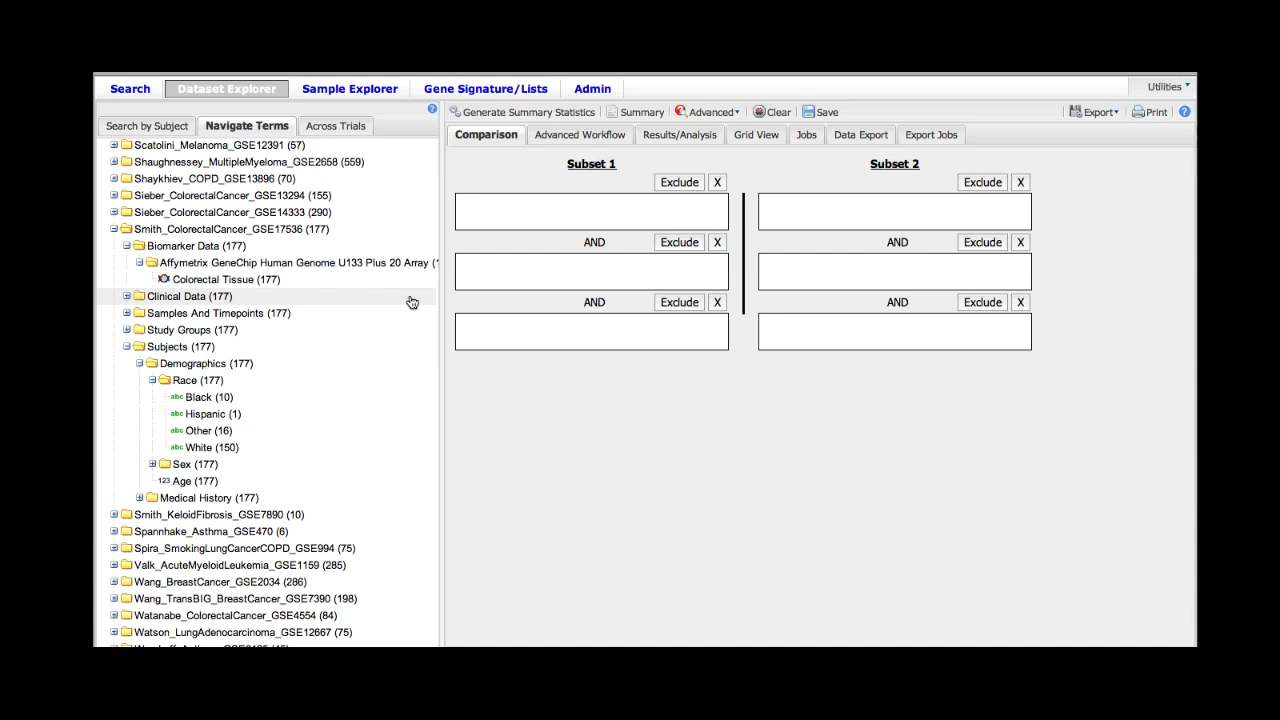 Search Dataset Explorer Sample Explorer Gene Signature/Lists Admin Utilities
Search by Subject Navigate Terms Across Trials
Scatolini_Melanoma_GSE12391 (57)
Shaughnessey_MultipleMyeloma_GSE2658 (559)
Shaykhiev_COPD_GSE13896 (70)
Sieber_ColorectalCancer_GSE13294 (155)
Sieber_ColorectalCancer_GSE14333 (290)
Smith_ColorectalCancer_GSE17536 (177)
Biomarker Data (177)
Affymetrix GeneChip Human Genome U133 Plus 20 Array (
Colorectal Tissue (177)
Clinical Data (177)
Samples And Timepoints (177)
Study Groups (177)
Subjects (177)
Demographics (177)
Race (177)
abc Black (10)
abc Hispanic (1)
abc Other (16)
abc White (150)
Sex (177)
123 Age (177)
Medical History (177)
Smith_KeloidFibrosis_GSE7890 (10)
Spannhake_Asthma_GSE470 (6)
Spira_SmokingLungCancerCOPD_GSE994 (75)
Valk_AcuteMyeloidLeukemia_GSE1159 (285)
Wang_BreastCancer_GSE2034 (286)
Wang_TransBIG_BreastCancer_GSE7390 (198)
Watanabe_ColorectalCancer_GSE4554 (84)
Watson_LungAdenocarcinoma_GSE12667 (75)
Generate Summary Statistics Summary Advanced Clear Save Export Print
Comparison Advanced Workflow Results/Analysis Grid View Jobs Data Export Export Jobs
Subset 1 Subset 2
Exclude X Exclude X
AND Exclude X AND Exclude X
AND Exclude X AND Exclude X